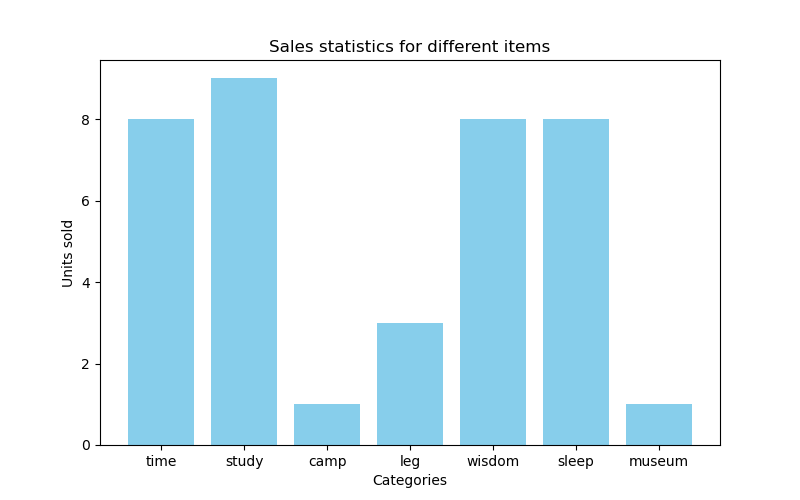 Sales statistics for different items
Units sold
8
6
4
2
0
time study camp leg wisdom sleep museum
Categories